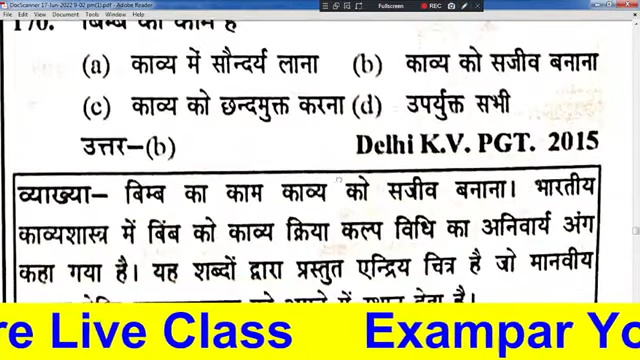 DocScanner 17-Jun-2022 9-02 pm(1).pdf - Adobe Reader
File Edit View Document Tools Window Help
Fullscreen REC
170. बिम्ब का काम है
(a) काव्य में सौन्दर्य लाना (b) काव्य को सजीव बनाना
(c) काव्य को छन्दमुक्त करना (d) उपर्युक्त सभी
उत्तर–(b) Delhi K.V. PGT. 2015
व्याख्या– बिम्ब का काम काव्य को सजीव बनाना। भारतीय
काव्यशास्त्र में बिंब को काव्य क्रिया कल्प विधि का अनिवार्य अंग
कहा गया है। यह शब्दों द्वारा प्रस्तुत एन्द्रिय चित्र है जो मानवीय
में स्थान देता है।
re Live Class Exampar Yo